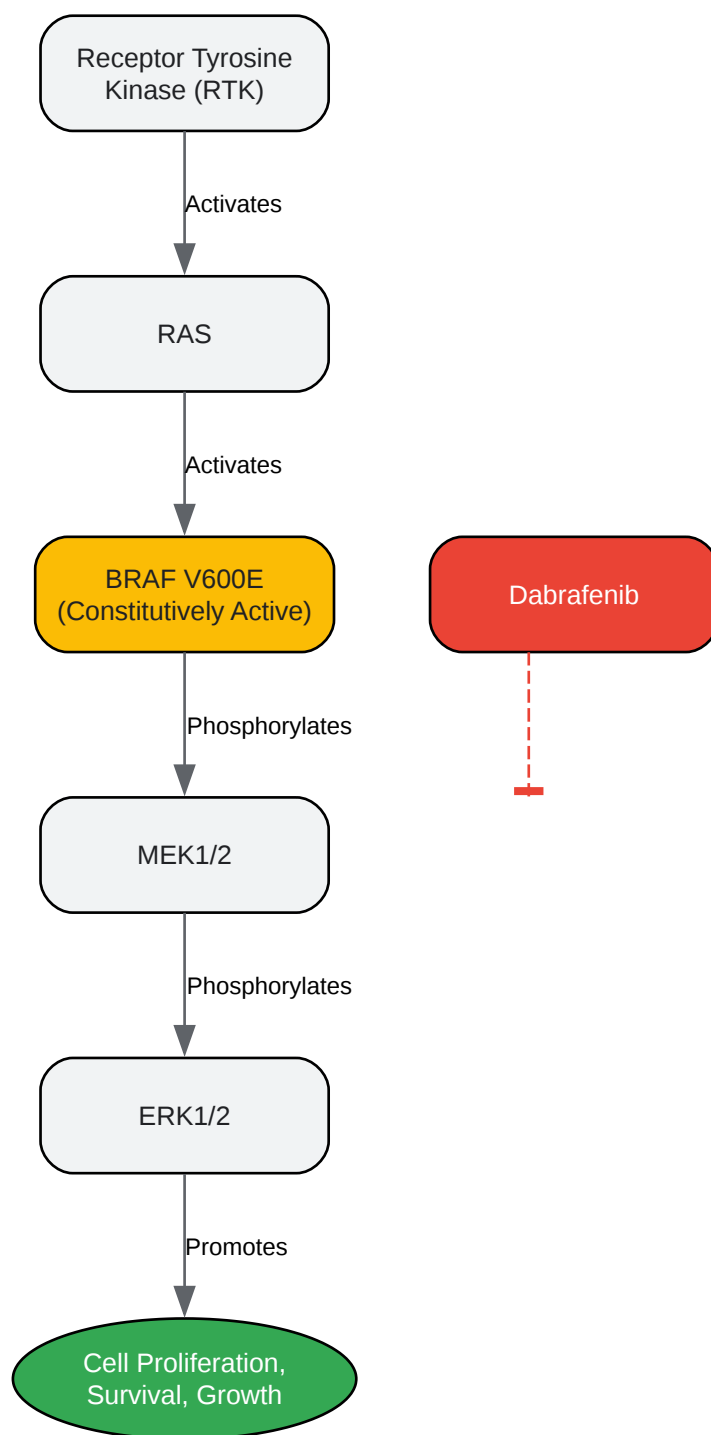 Receptor Tyrosine
Kinase (RTK)
Activates
RAS
Activates
BRAF V600E
(Constitutively Active)
Dabrafenib
Phosphorylates
MEK1/2
Phosphorylates
ERK1/2
Promotes
Cell Proliferation,
Survival, Growth